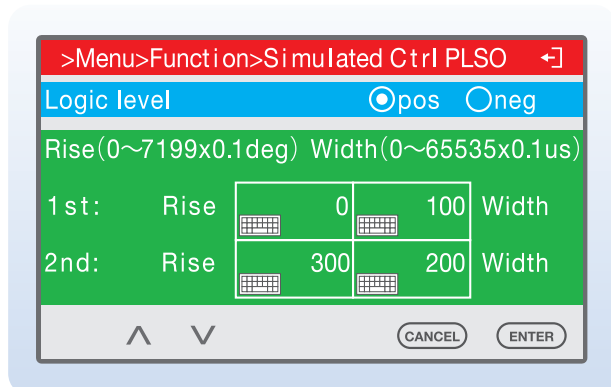 >Menu>Function>Simulated Ctrl PLSO
Logic level pos neg
Rise(0～7199x0.1deg) Width(0～65535x0.1us)
1st: Rise 0 100 Width
2nd: Rise 300 200 Width
CANCEL ENTER